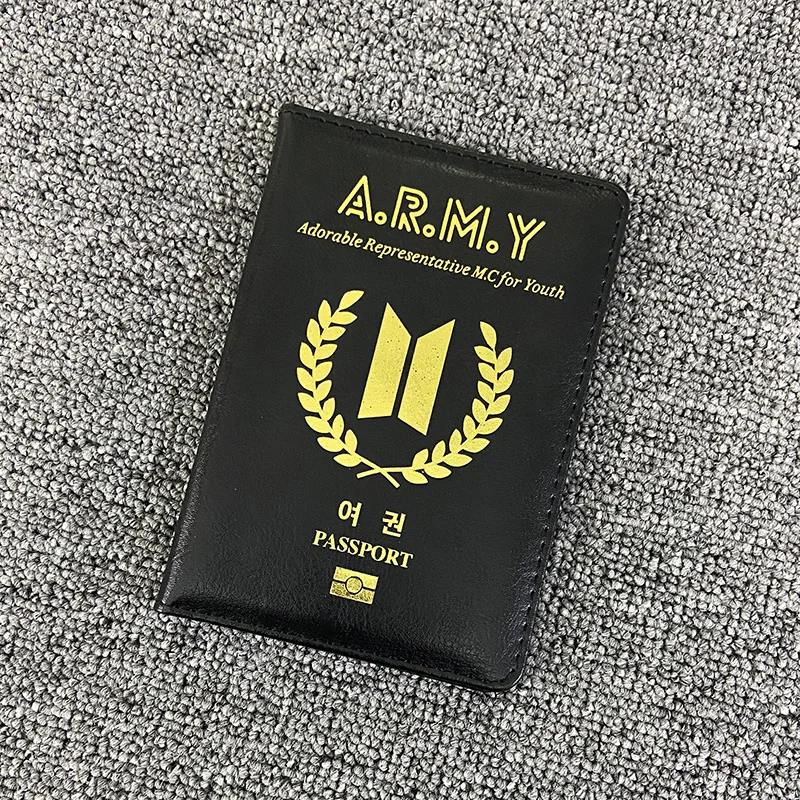 A.R.M.Y
Adorable Representative M.C for Youth
여 권
PASSPORT